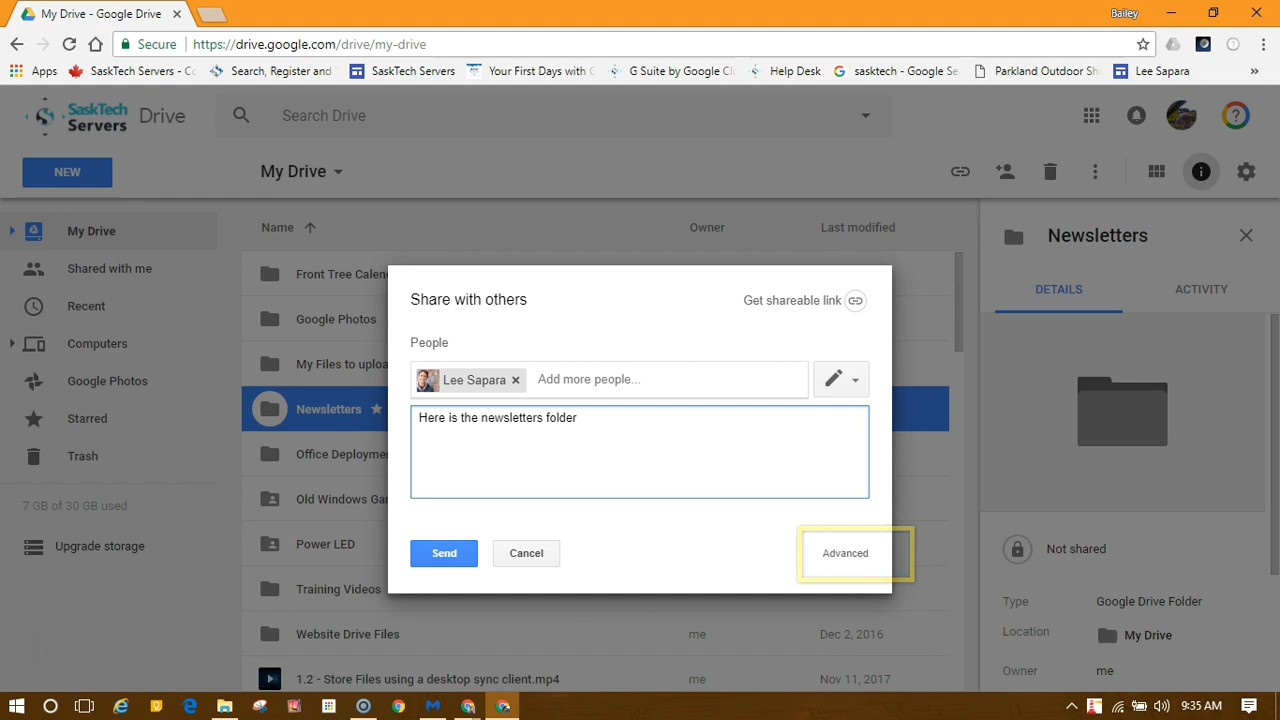 My Drive - Google Drive
Bailey
Secure
https://drive.google.com/drive/my-drive
Apps
SaskTech Servers - Co
Search, Register and
SaskTech Servers
Your First Days with
G Suite by Google Cl
Help Desk
sasktech - Google Se
Parkland Outdoor Sh
Lee Sapara
»
SaskTech
Servers
Drive
Search Drive
NEW
My Drive
My Drive
Shared with me
Recent
Computers
Google Photos
Starred
Trash
7 GB of 30 GB used
Upgrade storage
Name
Owner
Last modified
Front Tree Calen
Google Photos
My Files to uploa
Newsletters
Office Deployme
Old Windows Ga
Power LED
Training Videos
Website Drive Files
me
Dec 2, 2016
1.2 - Store Files using a desktop sync client.mp4
me
Nov 11, 2017
Share with others
Get shareable link
People
Lee Sapara
Add more people...
Here is the newsletters folder
Send
Cancel
Advanced
Newsletters
DETAILS
ACTIVITY
Not shared
Type
Google Drive Folder
Location
My Drive
Owner
me
9:35 AM